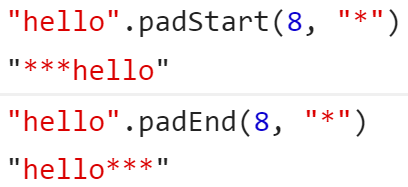 "hello".padStart(8, "*")
"***hello"
"hello".padEnd(8, "*")
"hello***"